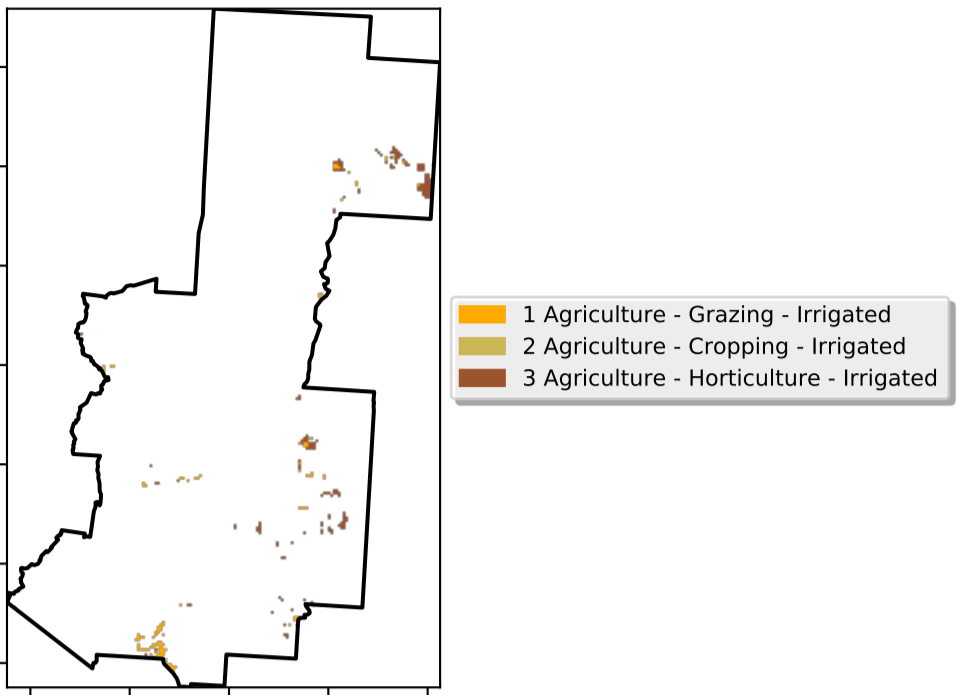 1 Agriculture - Grazing - Irrigated
2 Agriculture - Cropping - Irrigated
3 Agriculture - Horticulture - Irrigated